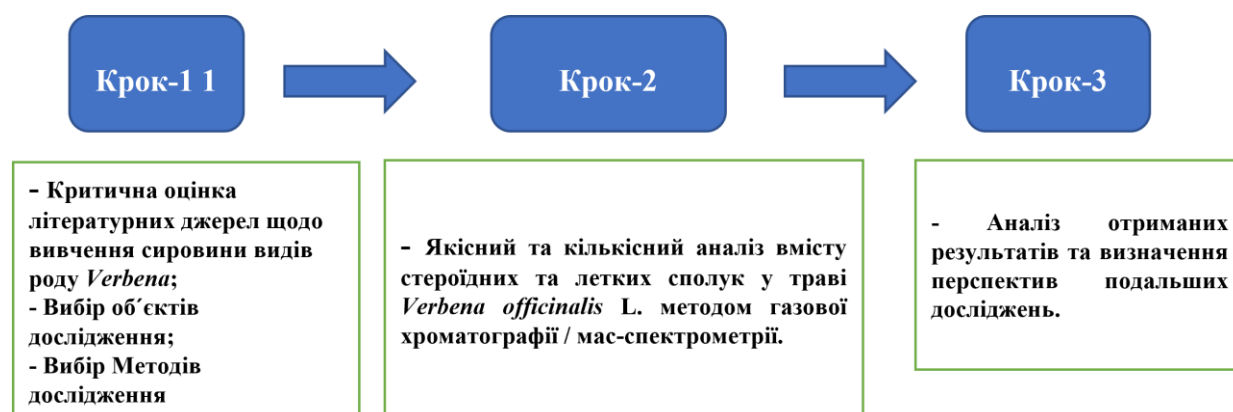 Крок-1 1
Крок-2
Крок-3
- Критична оцінка
літературних джерел щодо
вивчення сировини видів
роду Verbena;
- Вибір об´єктів
дослідження;
- Вибір Методів
дослідження
- Якісний та кількісний аналіз вмісту
стероїдних та летких сполук у траві
Verbena officinalis L. методом газової
хроматографії / мас-спектрометрії.
- Аналіз отриманих
результатів та визначення
перспектив подальших
досліджень.